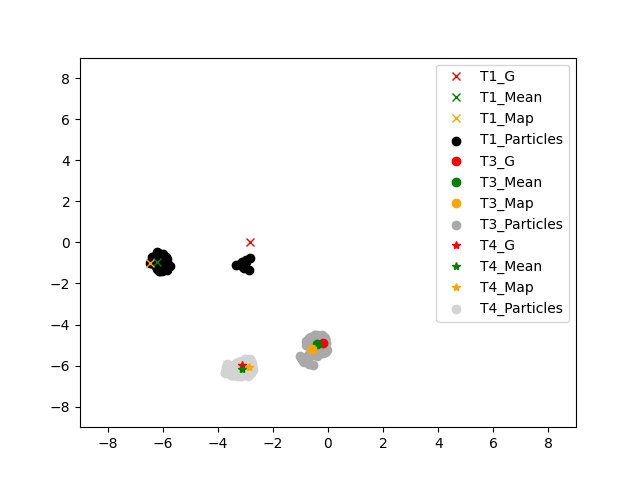 8
6
4
2
0
−2
−4
−6
−8
−8 −6 −4 −2 0 2 4 6 8
T1_G
T1_Mean
T1_Map
T1_Particles
T3_G
T3_Mean
T3_Map
T3_Particles
T4_G
T4_Mean
T4_Map
T4_Particles